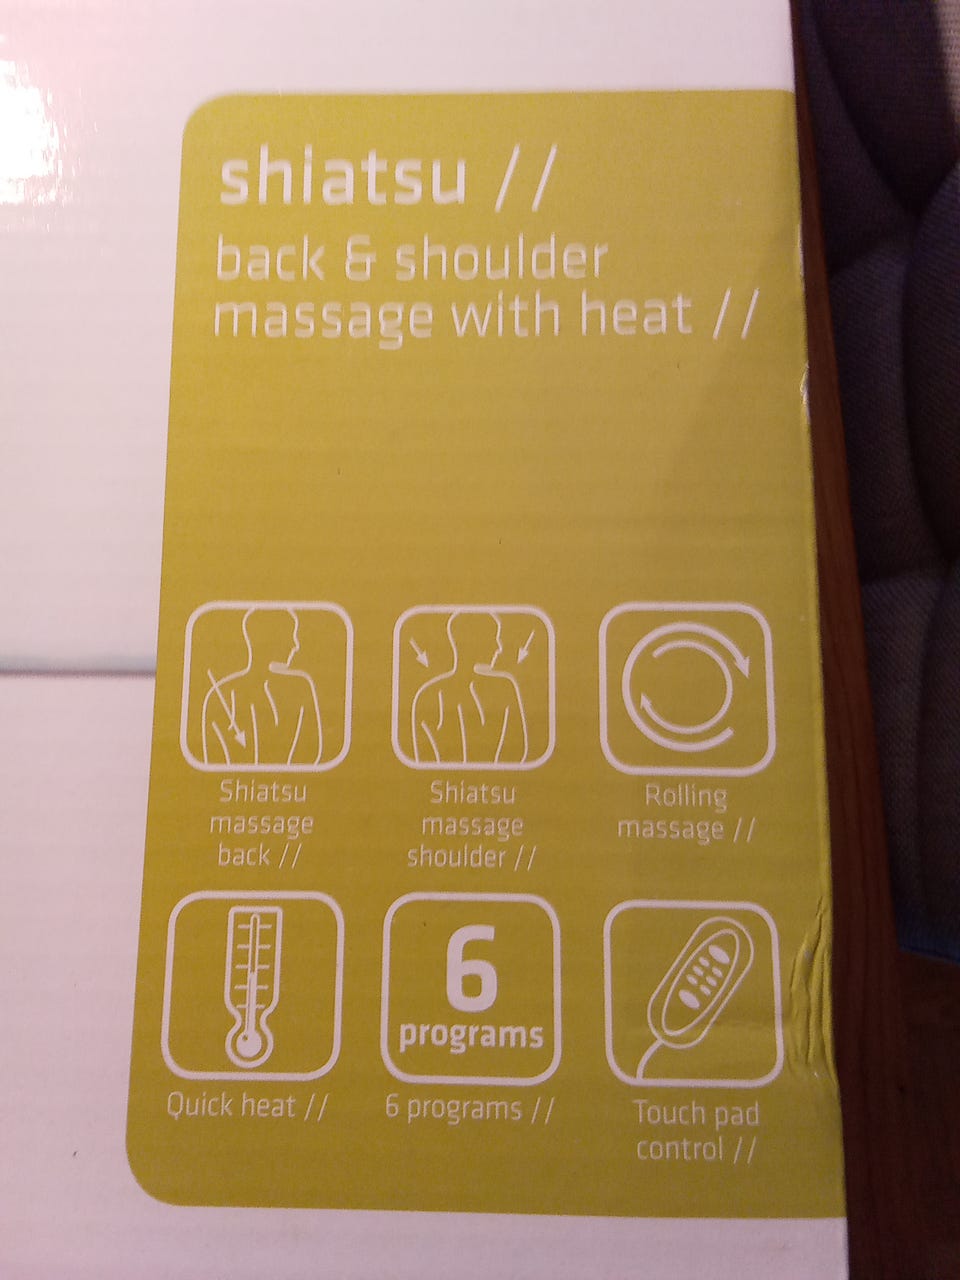 shiatsu //
back & shoulder
massage with heat //
Shiatsu
massage
back //
Shiatsu
massage
shoulder //
Rolling
massage //
6
programs
Quick heat //
6 programs //
Touch pad
control //